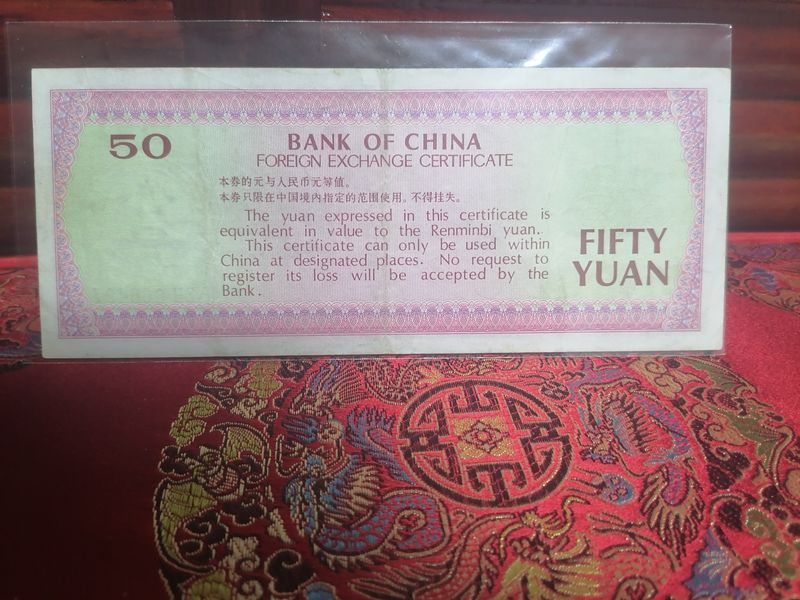 50
BANK OF CHINA
FOREIGN EXCHANGE CERTIFICATE
本券的元与人民币元等值。
本券只限在中国境内指定的范围使用。不得挂失。
The yuan expressed in this certificate is
equivalent in value to the Renminbi yuan.
This certificate can only be used within
China at designated places. No request to
register its loss will be accepted by the
Bank.
FIFTY
YUAN